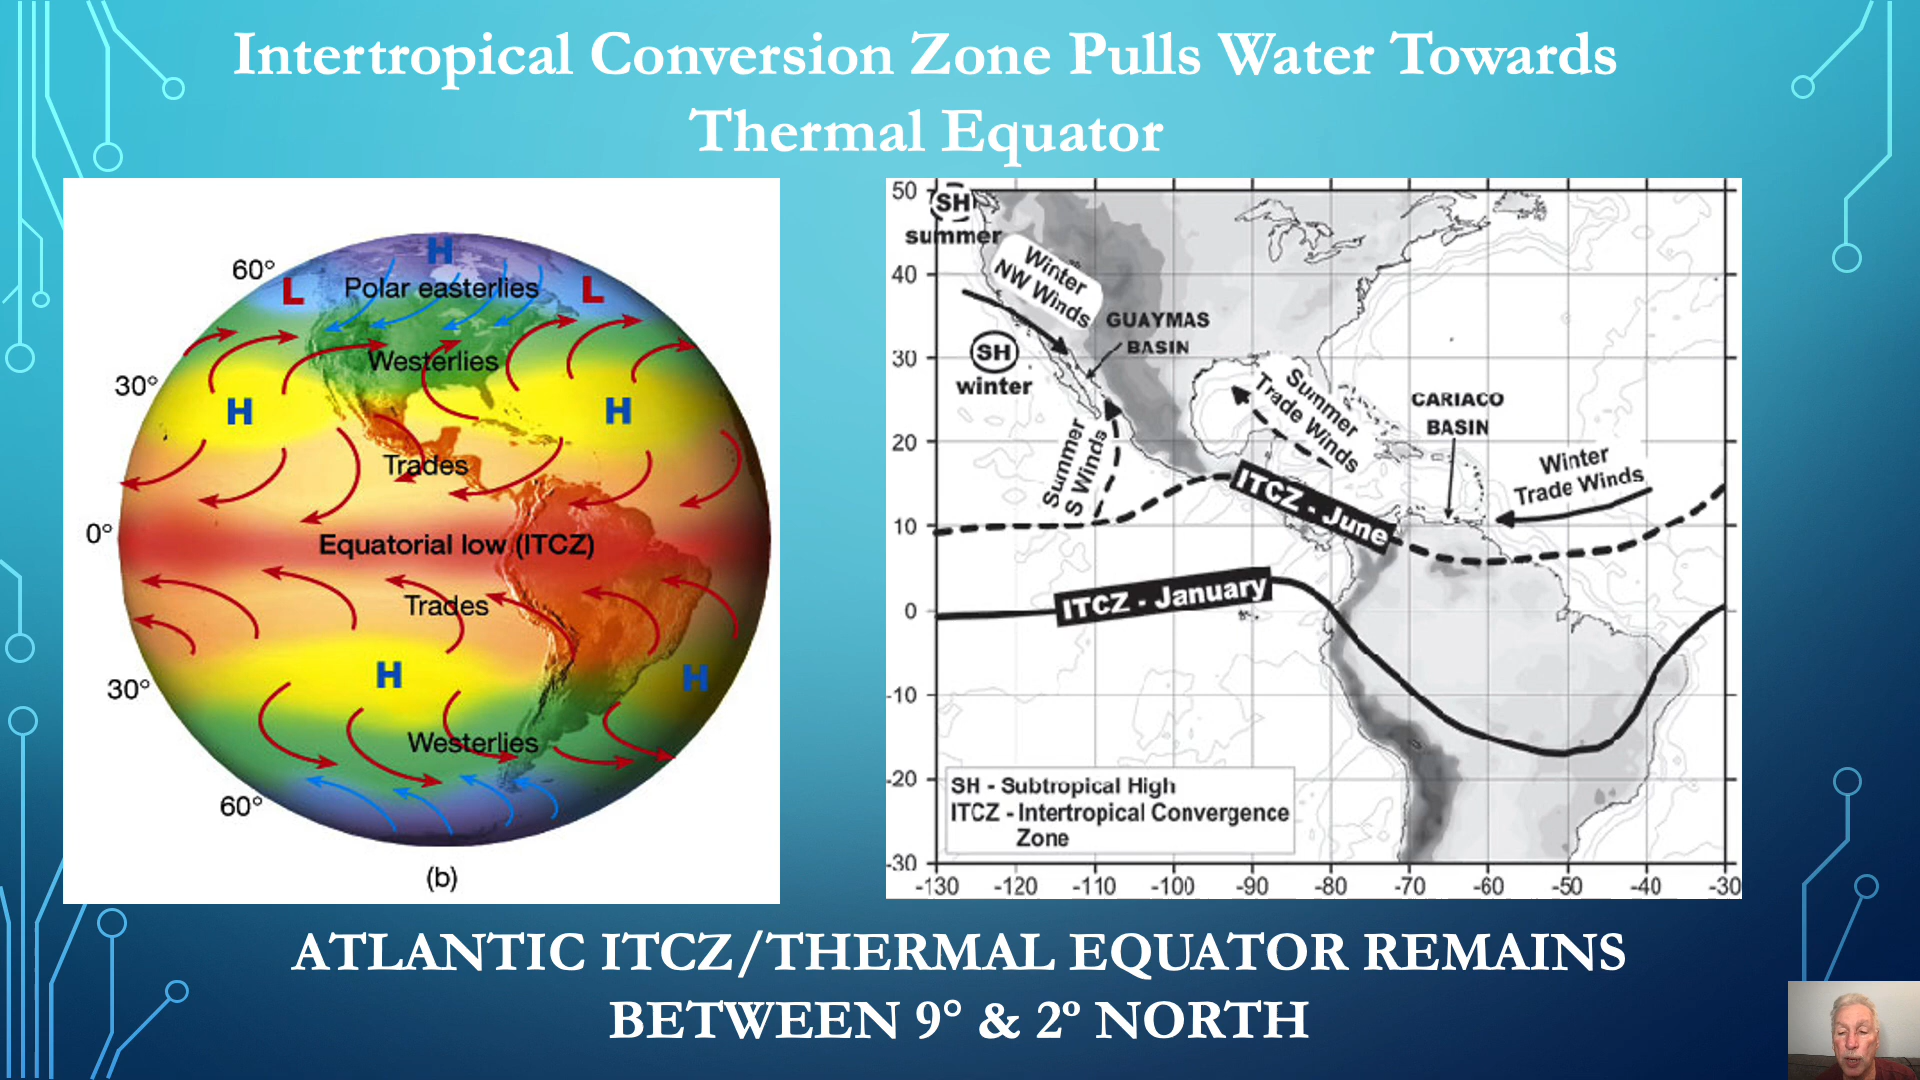 Intertropical Conversion Zone Pulls Water Towards
Thermal Equator
60°
H
L
Polar easterlies
L
Westerlies
30°
H
H
Trades
0°
Equatorial low (ITCZ)
Trades
30°
H
H
Westerlies
60°
(b)
50
40
30
20
10
0
-10
-20
-30
-130
-120
-110
-100
-90
-80
-70
-60
-50
-40
-30
SH
summer
Winter
NW Winds
GUAYMAS
BASIN
SH
winter
Summer
S Winds
Summer
Trade Winds
CARIACO
BASIN
Winter
Trade Winds
ITCZ - June
ITCZ - January
SH - Subtropical High
ITCZ - Intertropical Convergence
Zone
ATLANTIC ITCZ/THERMAL EQUATOR REMAINS
BETWEEN 9° & 2º NORTH